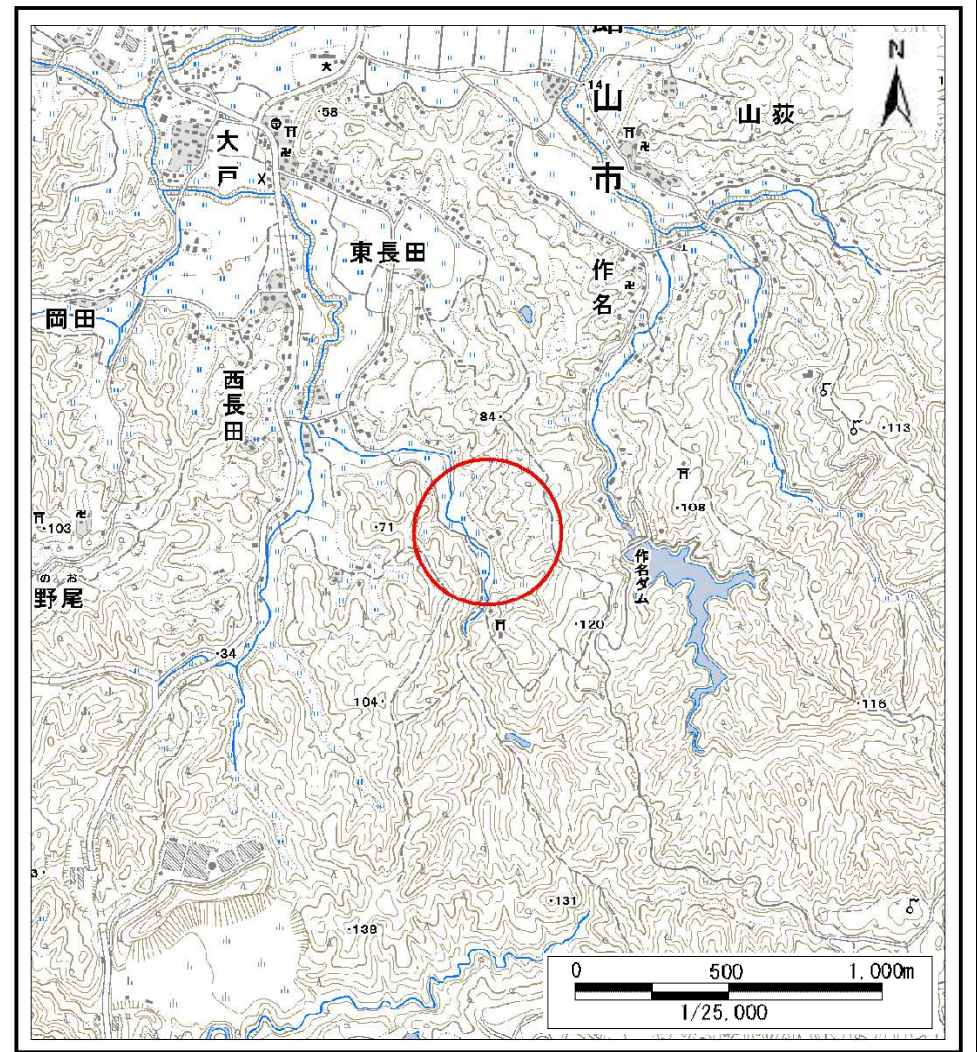 N
山荻
・14
山
市
・58
大
戸
東長田
作
名
岡田
西
長
田
84・
・113
・108
・103
・71
作
名
ダ
ム
のお
野尾
・120
・34
104・
・131
・138
0 500 1,000m
1/25,000